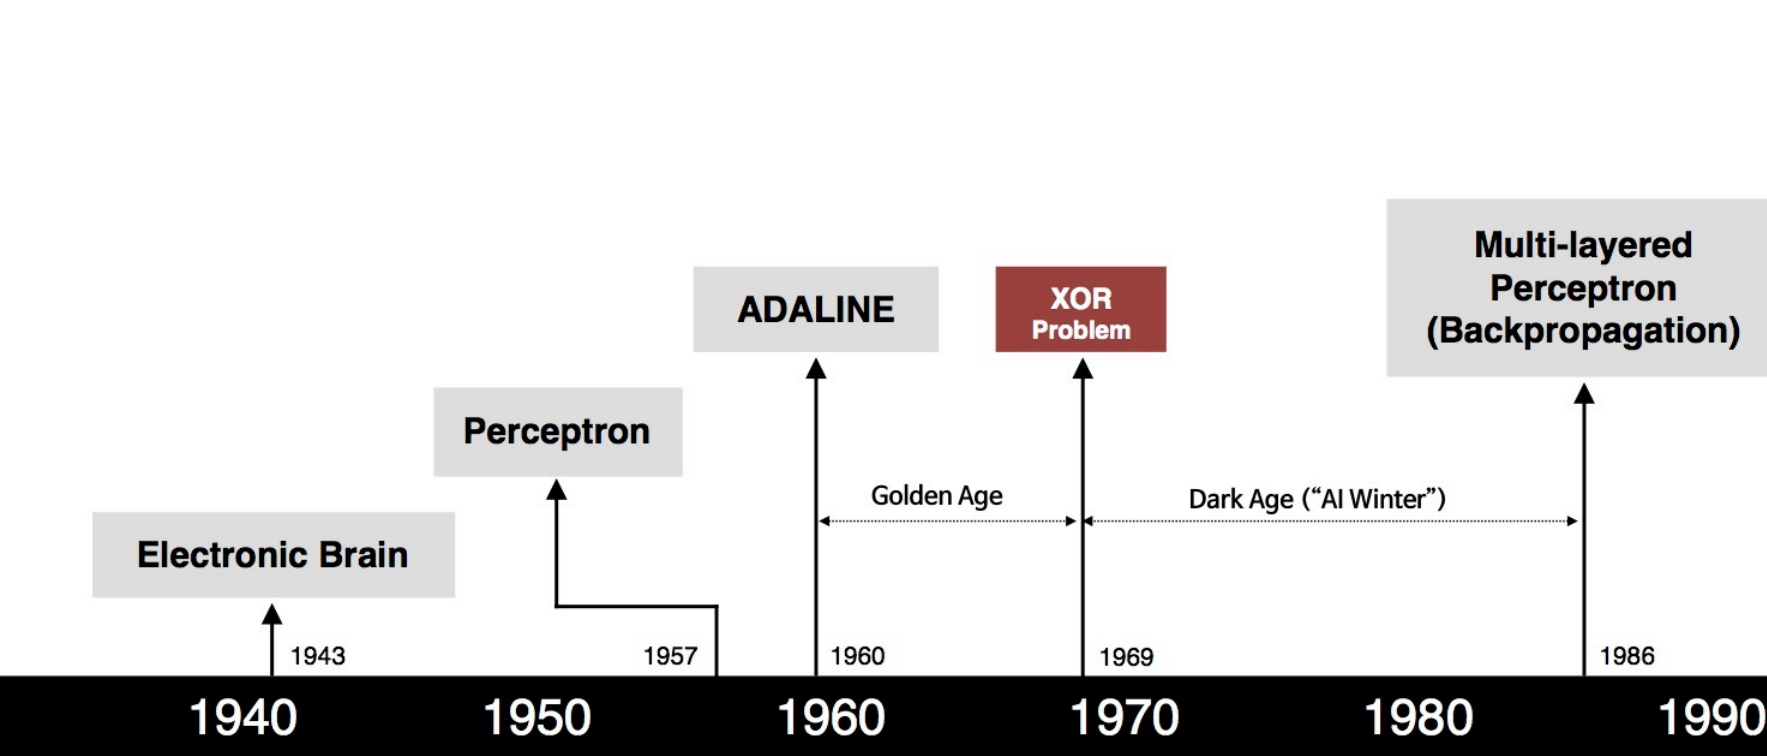 Multi-layered
Perceptron
(Backpropagation)
ADALINE
XOR
Problem
Perceptron
Golden Age
Dark Age (“AI Winter”)
Electronic Brain
1943
1957
1960
1969
1986
1940
1950
1960
1970
1980
1990